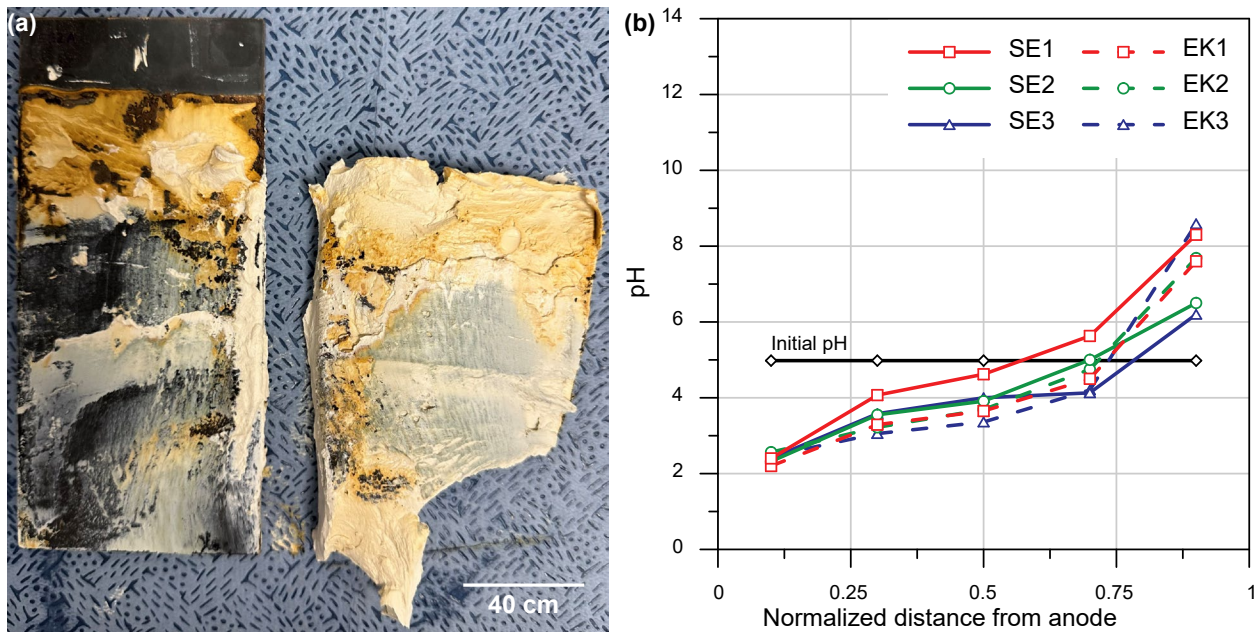 (a)
40 cm
(b)
14
12
10
8
6
4
2
0
pH
SE1
EK1
SE2
EK2
SE3
EK3
Initial pH
0
0.25
0.5
0.75
1
Normalized distance from anode